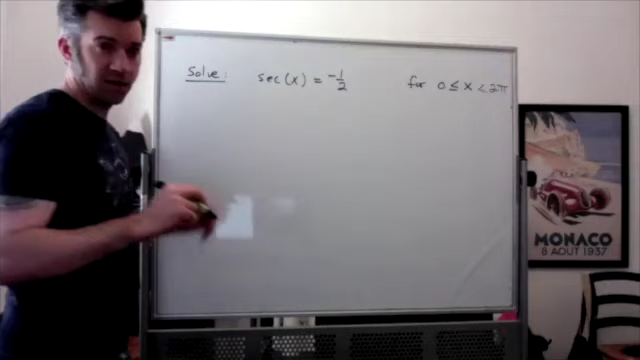 Solve: sec(x) = -1/2 for 0 ≤ x < 2π
MONACO
8 AOUT 1937